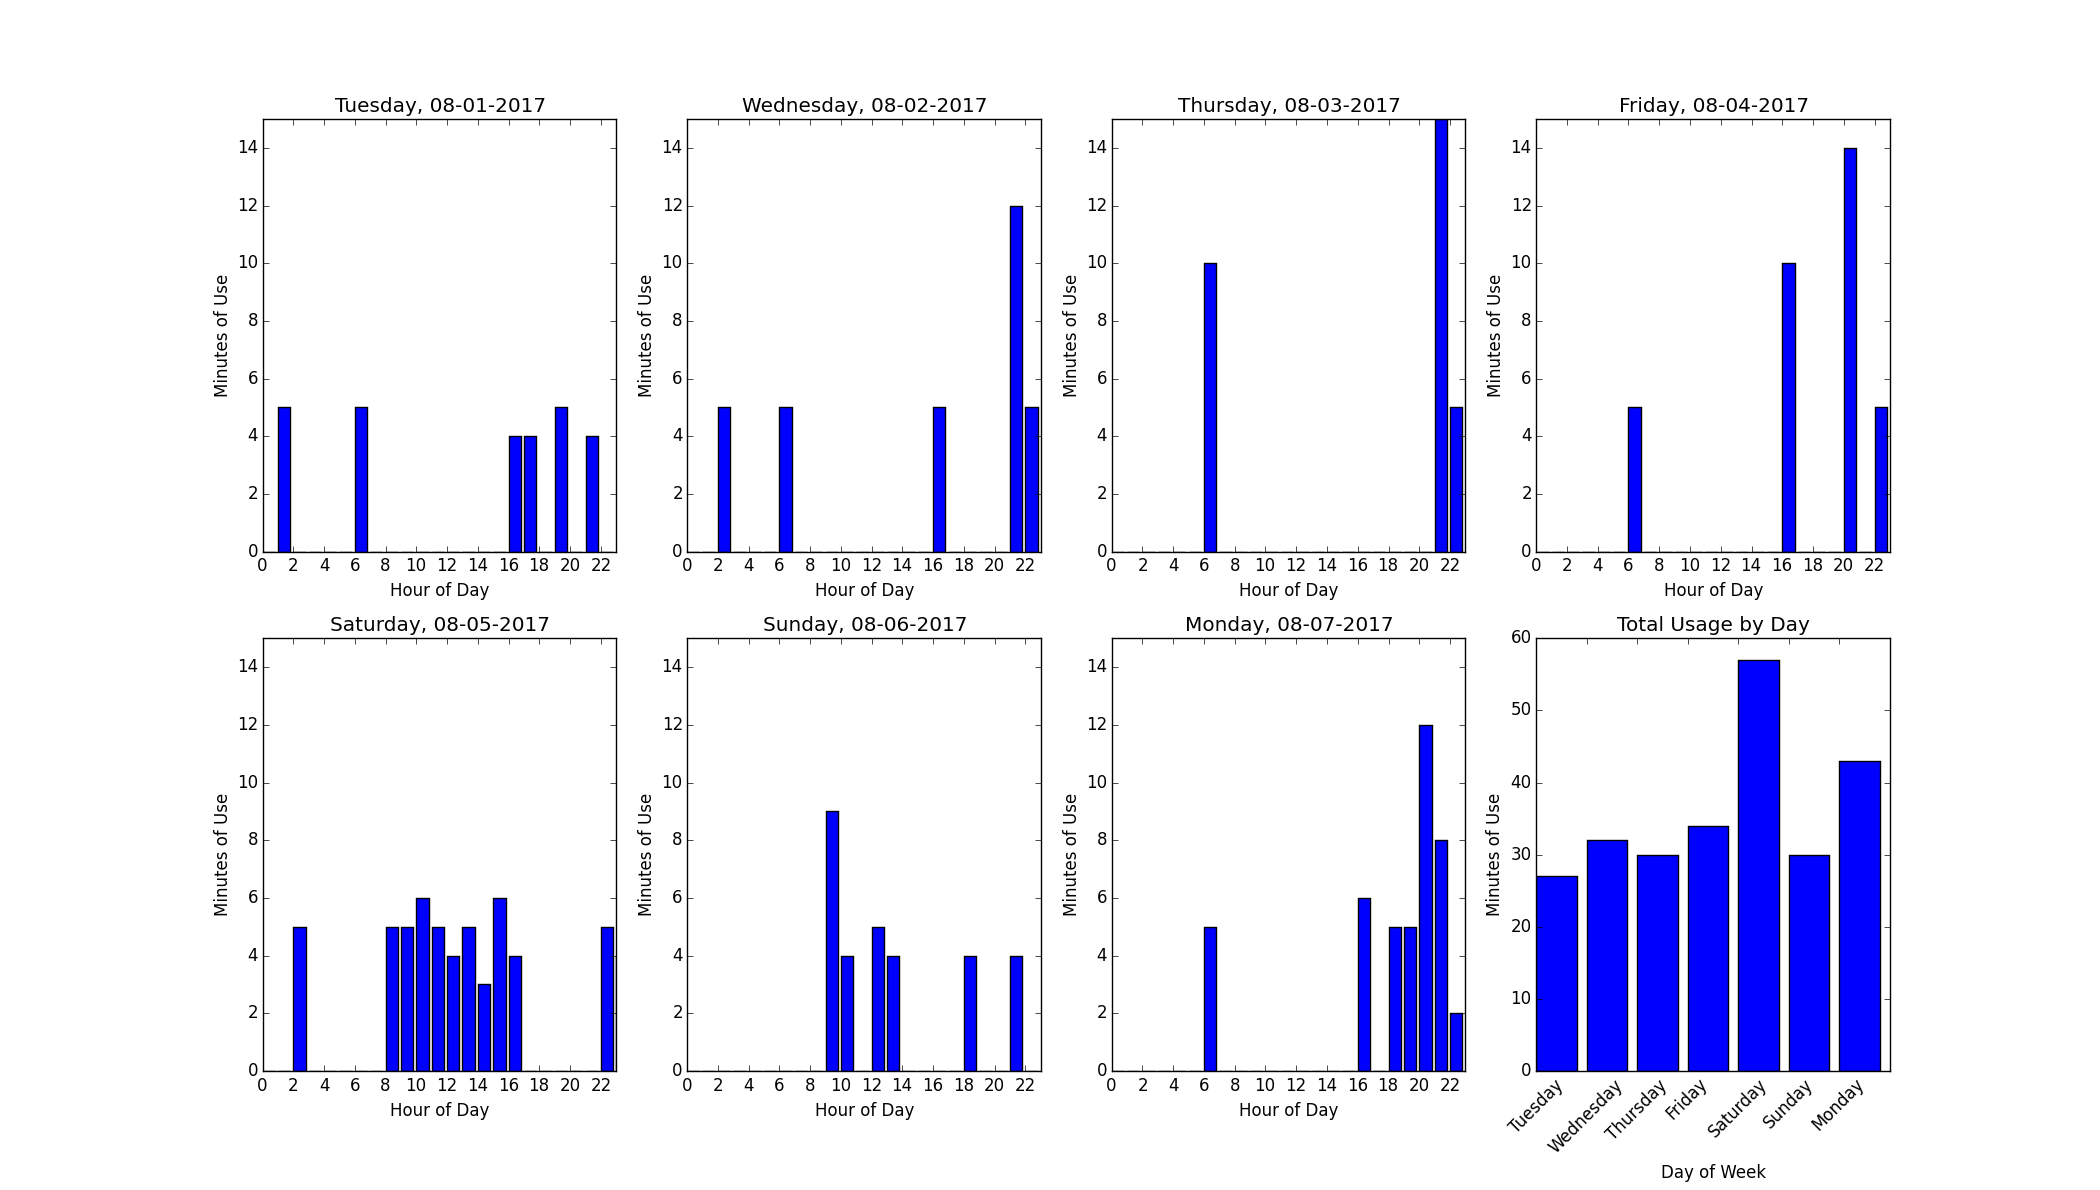 Tuesday, 08-01-2017
14
12
10
8
6
4
2
0
Minutes of Use
0 2 4 6 8 10 12 14 16 18 20 22
Hour of Day
Wednesday, 08-02-2017
14
12
10
8
6
4
2
0
Minutes of Use
0 2 4 6 8 10 12 14 16 18 20 22
Hour of Day
Thursday, 08-03-2017
14
12
10
8
6
4
2
0
Minutes of Use
0 2 4 6 8 10 12 14 16 18 20 22
Hour of Day
Friday, 08-04-2017
14
12
10
8
6
4
2
0
Minutes of Use
0 2 4 6 8 10 12 14 16 18 20 22
Hour of Day
Saturday, 08-05-2017
14
12
10
8
6
4
2
0
Minutes of Use
0 2 4 6 8 10 12 14 16 18 20 22
Hour of Day
Sunday, 08-06-2017
14
12
10
8
6
4
2
0
Minutes of Use
0 2 4 6 8 10 12 14 16 18 20 22
Hour of Day
Monday, 08-07-2017
14
12
10
8
6
4
2
0
Minutes of Use
0 2 4 6 8 10 12 14 16 18 20 22
Hour of Day
Total Usage by Day
60
50
40
30
20
10
0
Minutes of Use
Tuesday
Wednesday
Thursday
Friday
Saturday
Sunday
Monday
Day of Week